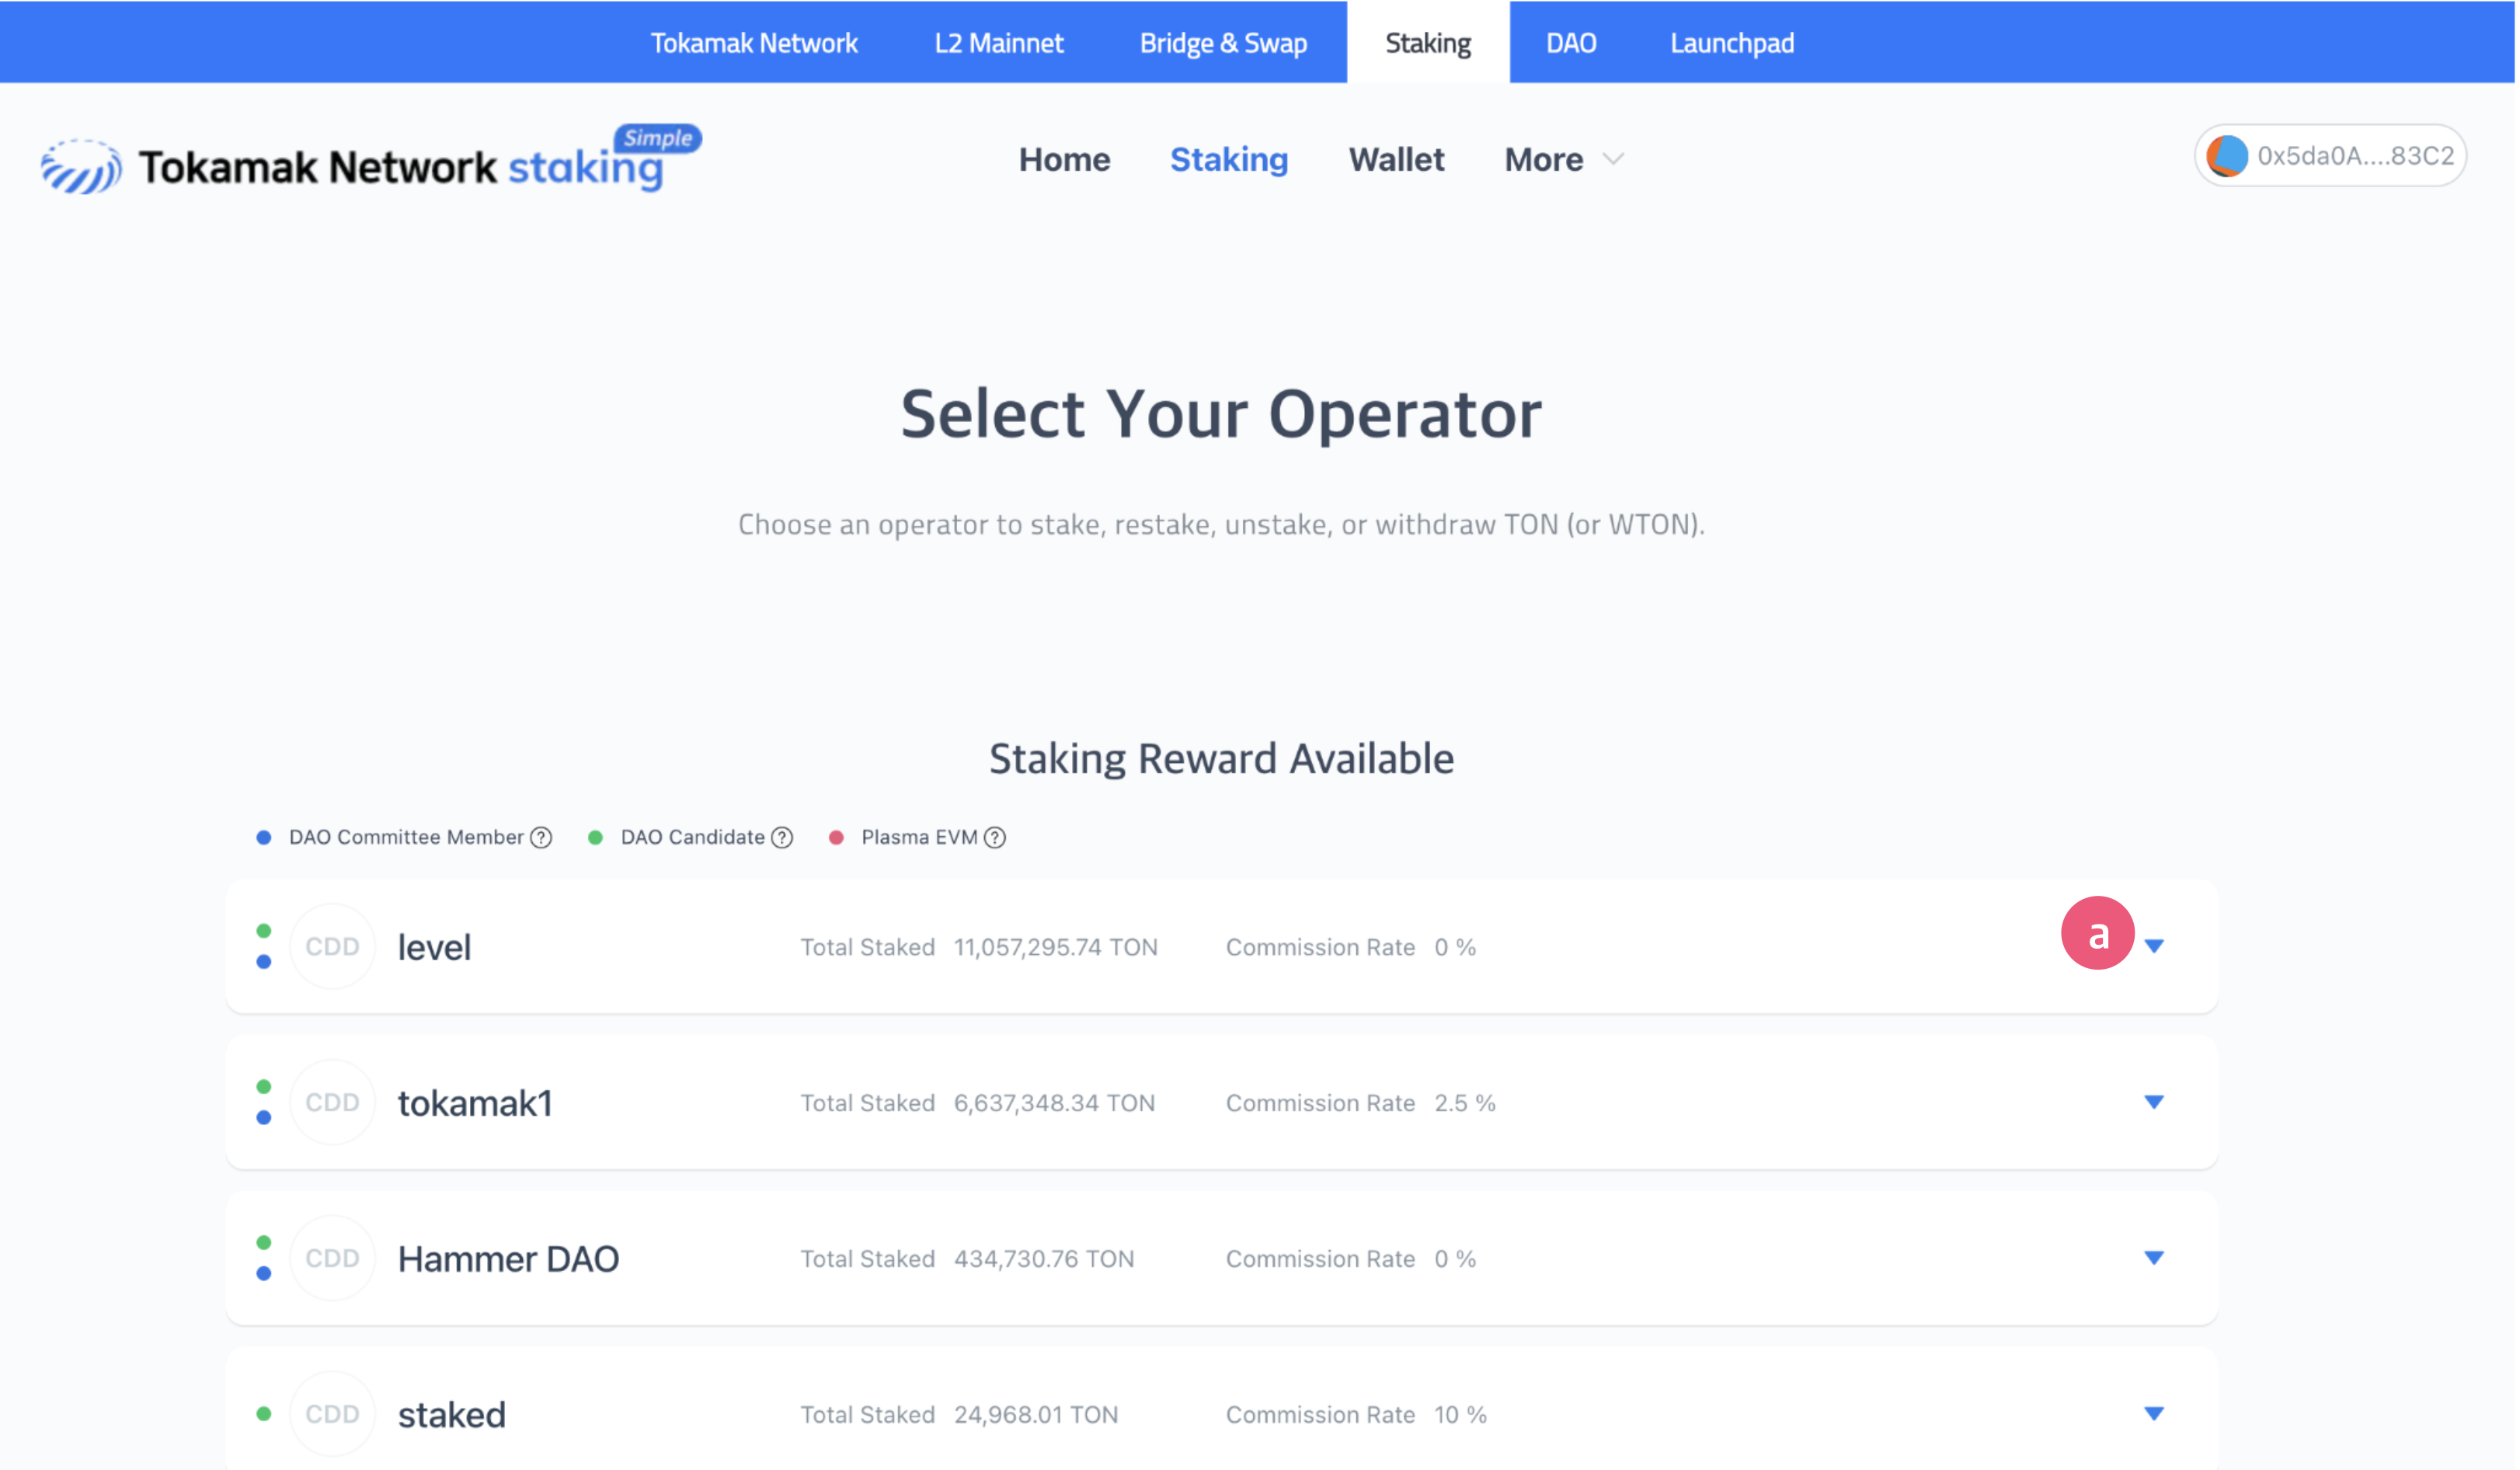 Tokamak Network L2 Mainnet Bridge & Swap Staking DAO Launchpad
Tokamak Network staking Simple Home Staking Wallet More 0x5da0A....83C2
Select Your Operator
Choose an operator to stake, restake, unstake, or withdraw TON (or WTON).
Staking Reward Available
DAO Committee Member ? DAO Candidate ? Plasma EVM ?
CDD level Total Staked 11,057,295.74 TON Commission Rate 0 % a
CDD tokamak1 Total Staked 6,637,348.34 TON Commission Rate 2.5 %
CDD Hammer DAO Total Staked 434,730.76 TON Commission Rate 0 %
CDD staked Total Staked 24,968.01 TON Commission Rate 10 %